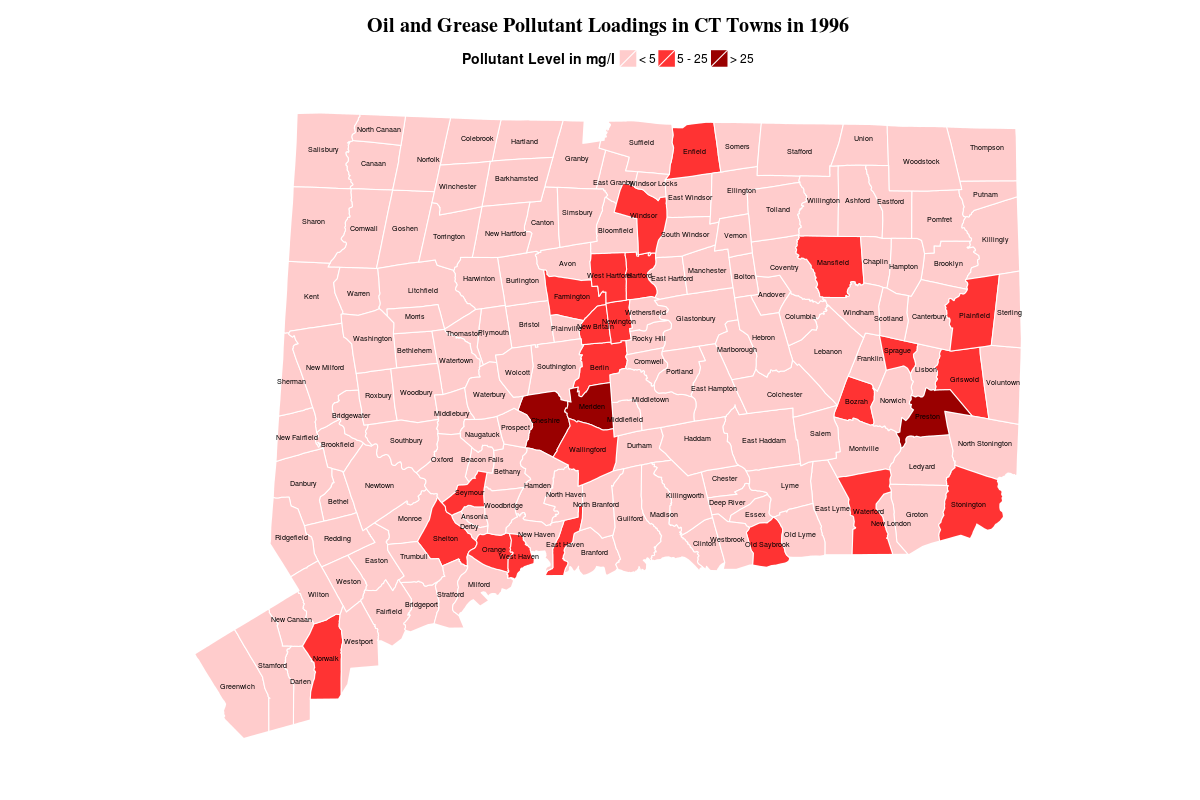 Oil and Grease Pollutant Loadings in CT Towns in 1996
Pollutant Level in mg/l < 5 5 - 25 > 25
North Canaan
Colebrook
Hartland
Union
Suffield
Salisbury
Enfield
Somers
Stafford
Thompson
Canaan
Norfolk
Granby
Woodstock
Winchester
Barkhamsted
East Granby
Windsor Locks
Ellington
Putnam
East Windsor
Willington
Ashford
Eastford
Sharon
Cornwall
Goshen
Canton
Simsbury
Windsor
Tolland
Pomfret
Torrington
New Hartford
Bloomfield
South Windsor
Vernon
Killingly
Avon
Mansfield
Chaplin
Hampton
Brooklyn
Harwinton
Burlington
West Hartford
Hartford
East Hartford
Manchester
Bolton
Coventry
Kent
Warren
Litchfield
Farmington
Andover
Morris
Wethersfield
Glastonbury
Columbia
Windham
Scotland
Canterbury
Plainfield
Sterling
Washington
Thomaston
Plymouth
Bristol
Plainville
New Britain
Newington
Rocky Hill
Hebron
Bethlehem
Watertown
Marlborough
Lebanon
Franklin
Sprague
New Milford
Wolcott
Southington
Berlin
Cromwell
Portland
Lisbon
Sherman
Roxbury
Woodbury
Waterbury
East Hampton
Colchester
Griswold
Voluntown
Bridgewater
Middlebury
Cheshire
Meriden
Middletown
Bozrah
Norwich
Preston
New Fairfield
Brookfield
Southbury
Naugatuck
Prospect
Middlefield
Salem
North Stonington
Oxford
Beacon Falls
Wallingford
Durham
Haddam
East Haddam
Montville
Danbury
Newtown
Bethany
Ledyard
Bethel
Seymour
Hamden
North Haven
Killingworth
Chester
Lyme
Monroe
Ansonia
Woodbridge
North Branford
Guilford
Madison
Deep River
Essex
East Lyme
Waterford
Groton
Stonington
Derby
New London
Ridgefield
Redding
Shelton
New Haven
Clinton
Westbrook
Old Saybrook
Old Lyme
Easton
Trumbull
Orange
West Haven
East Haven
Branford
Wilton
Weston
Stratford
Milford
New Canaan
Fairfield
Bridgeport
Stamford
Norwalk
Westport
Greenwich
Darien